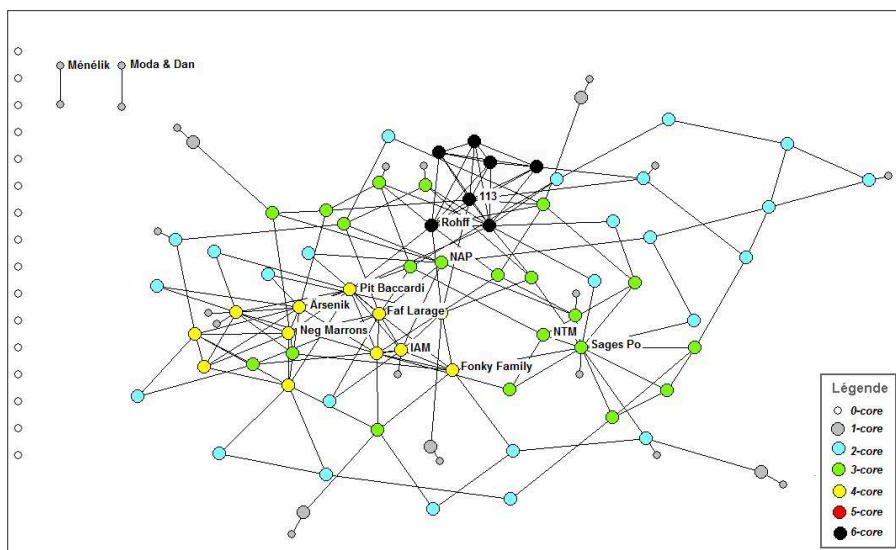 Ménélik
Moda & Dan
113
Rohff
NAP
Pit Baccardi
Arsenik
Faf Larage
Neg Marrons
NTM
Sages Po
IAM
Fonky Family
Légende
0-core
1-core
2-core
3-core
4-core
5-core
6-core